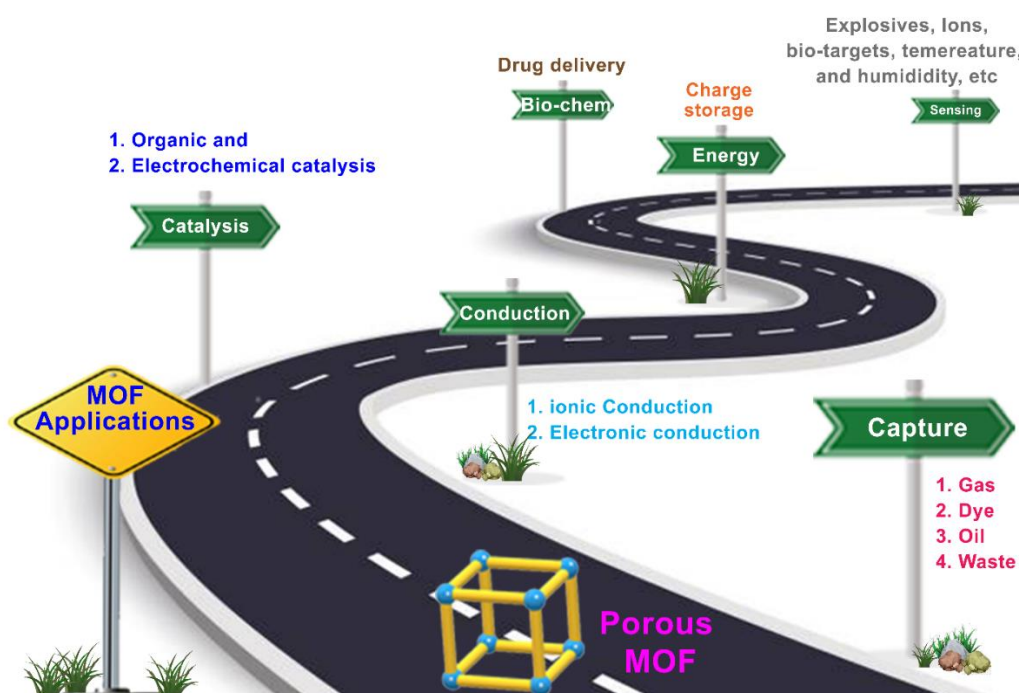 Explosives, Ions,
bio-targets, temereature,
and humidity, etc
Sensing
Drug delivery
Bio-chem
Charge
storage
Energy
1. Organic and
2. Electrochemical catalysis
Catalysis
Conduction
1. ionic Conduction
2. Electronic conduction
MOF
Applications
Capture
1. Gas
2. Dye
3. Oil
4. Waste
Porous
MOF